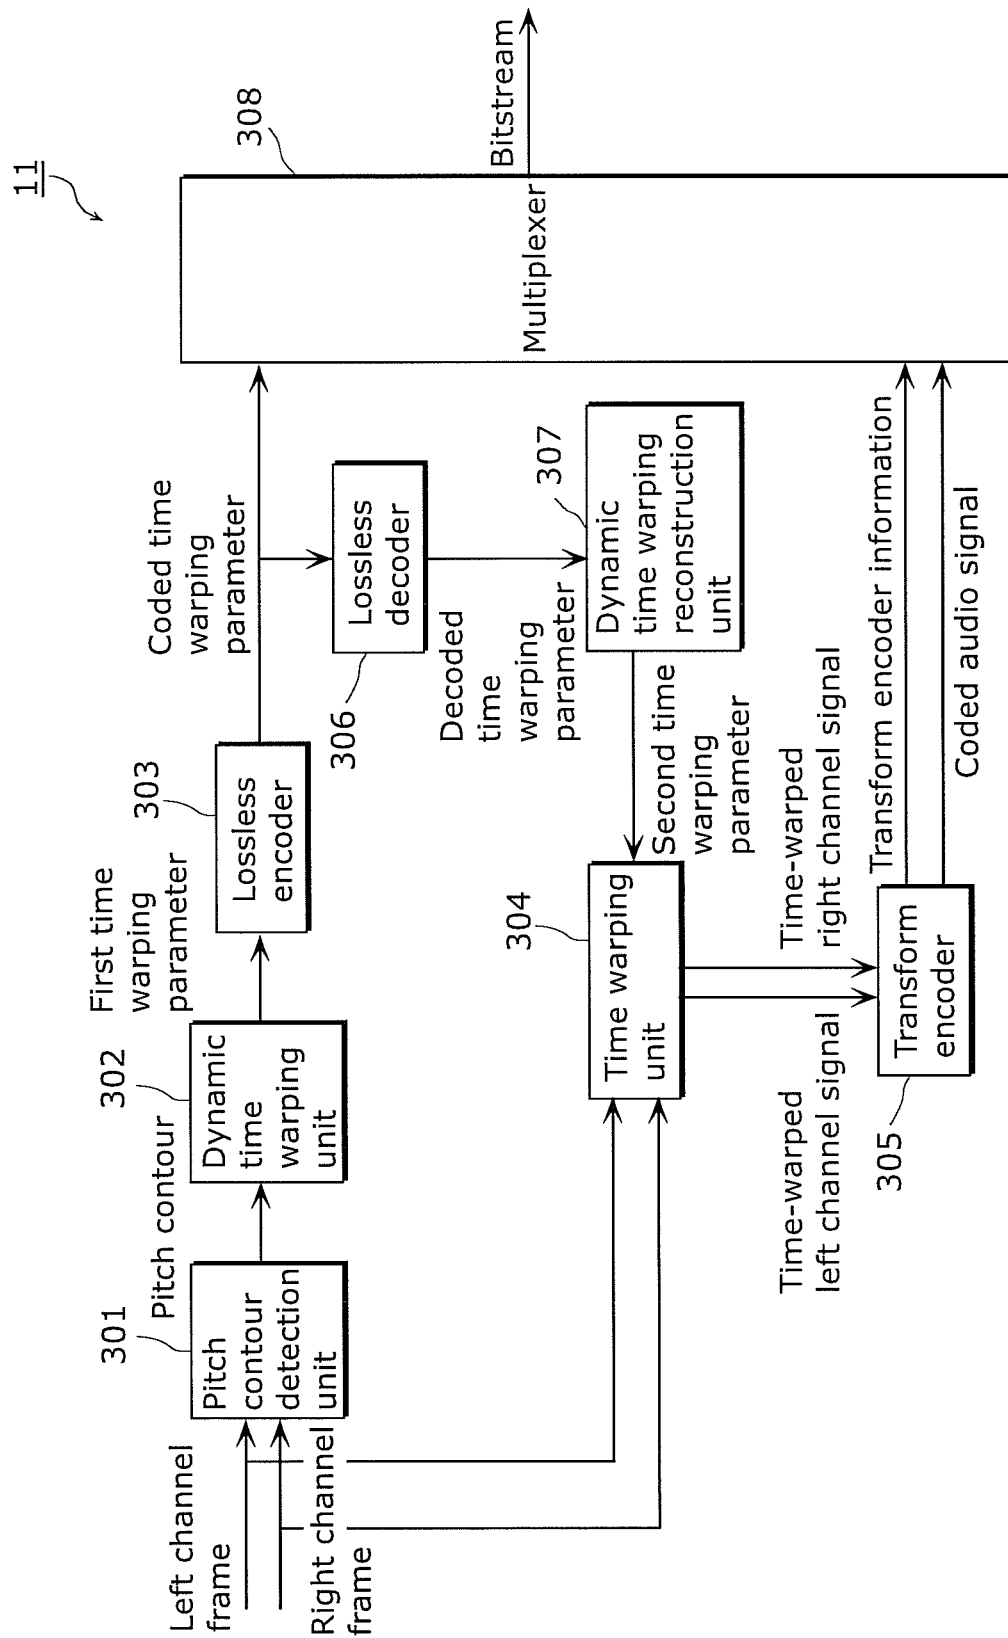 11
Left channel
frame
Right channel
frame
301
Pitch
contour
detection
unit
Pitch contour
302
Dynamic
time
warping
unit
First time
warping
parameter
303
Lossless
encoder
Coded time
warping
parameter
306
Lossless
decoder
Decoded
time
warping
parameter
307
Dynamic
time warping
reconstruction
unit
Second time
warping
parameter
304
Time warping
unit
Time-warped
left channel signal
Time-warped
right channel signal
305
Transform
encoder
Transform encoder information
Coded audio signal
308
Multiplexer
Bitstream